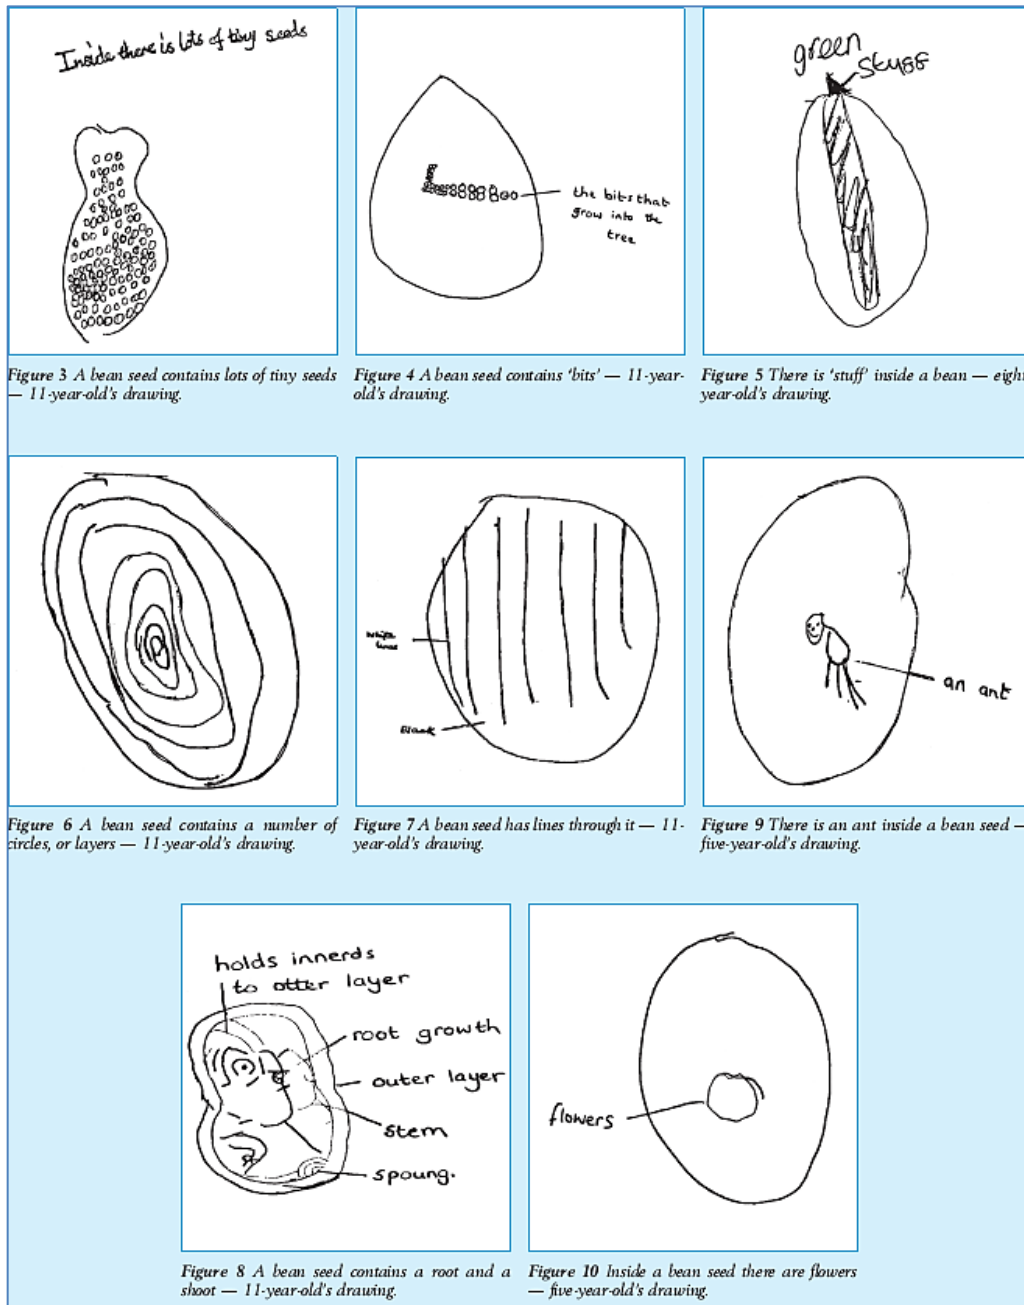 Inside there is lots of tiny seeds
the bits that
grow into the
tree
green
stuff
Figure 3 A bean seed contains lots of tiny seeds
— 11-year-old's drawing.
Figure 4 A bean seed contains 'bits' — 11-year-
old's drawing.
Figure 5 There is 'stuff' inside a bean — eight
year-old's drawing.
white
lines
Black
an ant
Figure 6 A bean seed contains a number of
circles, or layers — 11-year-old's drawing.
Figure 7 A bean seed has lines through it — 11-
year-old's drawing.
Figure 9 There is an ant inside a bean seed —
five-year-old's drawing.
holds innerds
to otter layer
root growth
outer layer
stem
spoung.
flowers
Figure 8 A bean seed contains a root and a
shoot — 11-year-old's drawing.
Figure 10 Inside a bean seed there are flowers
— five-year-old's drawing.